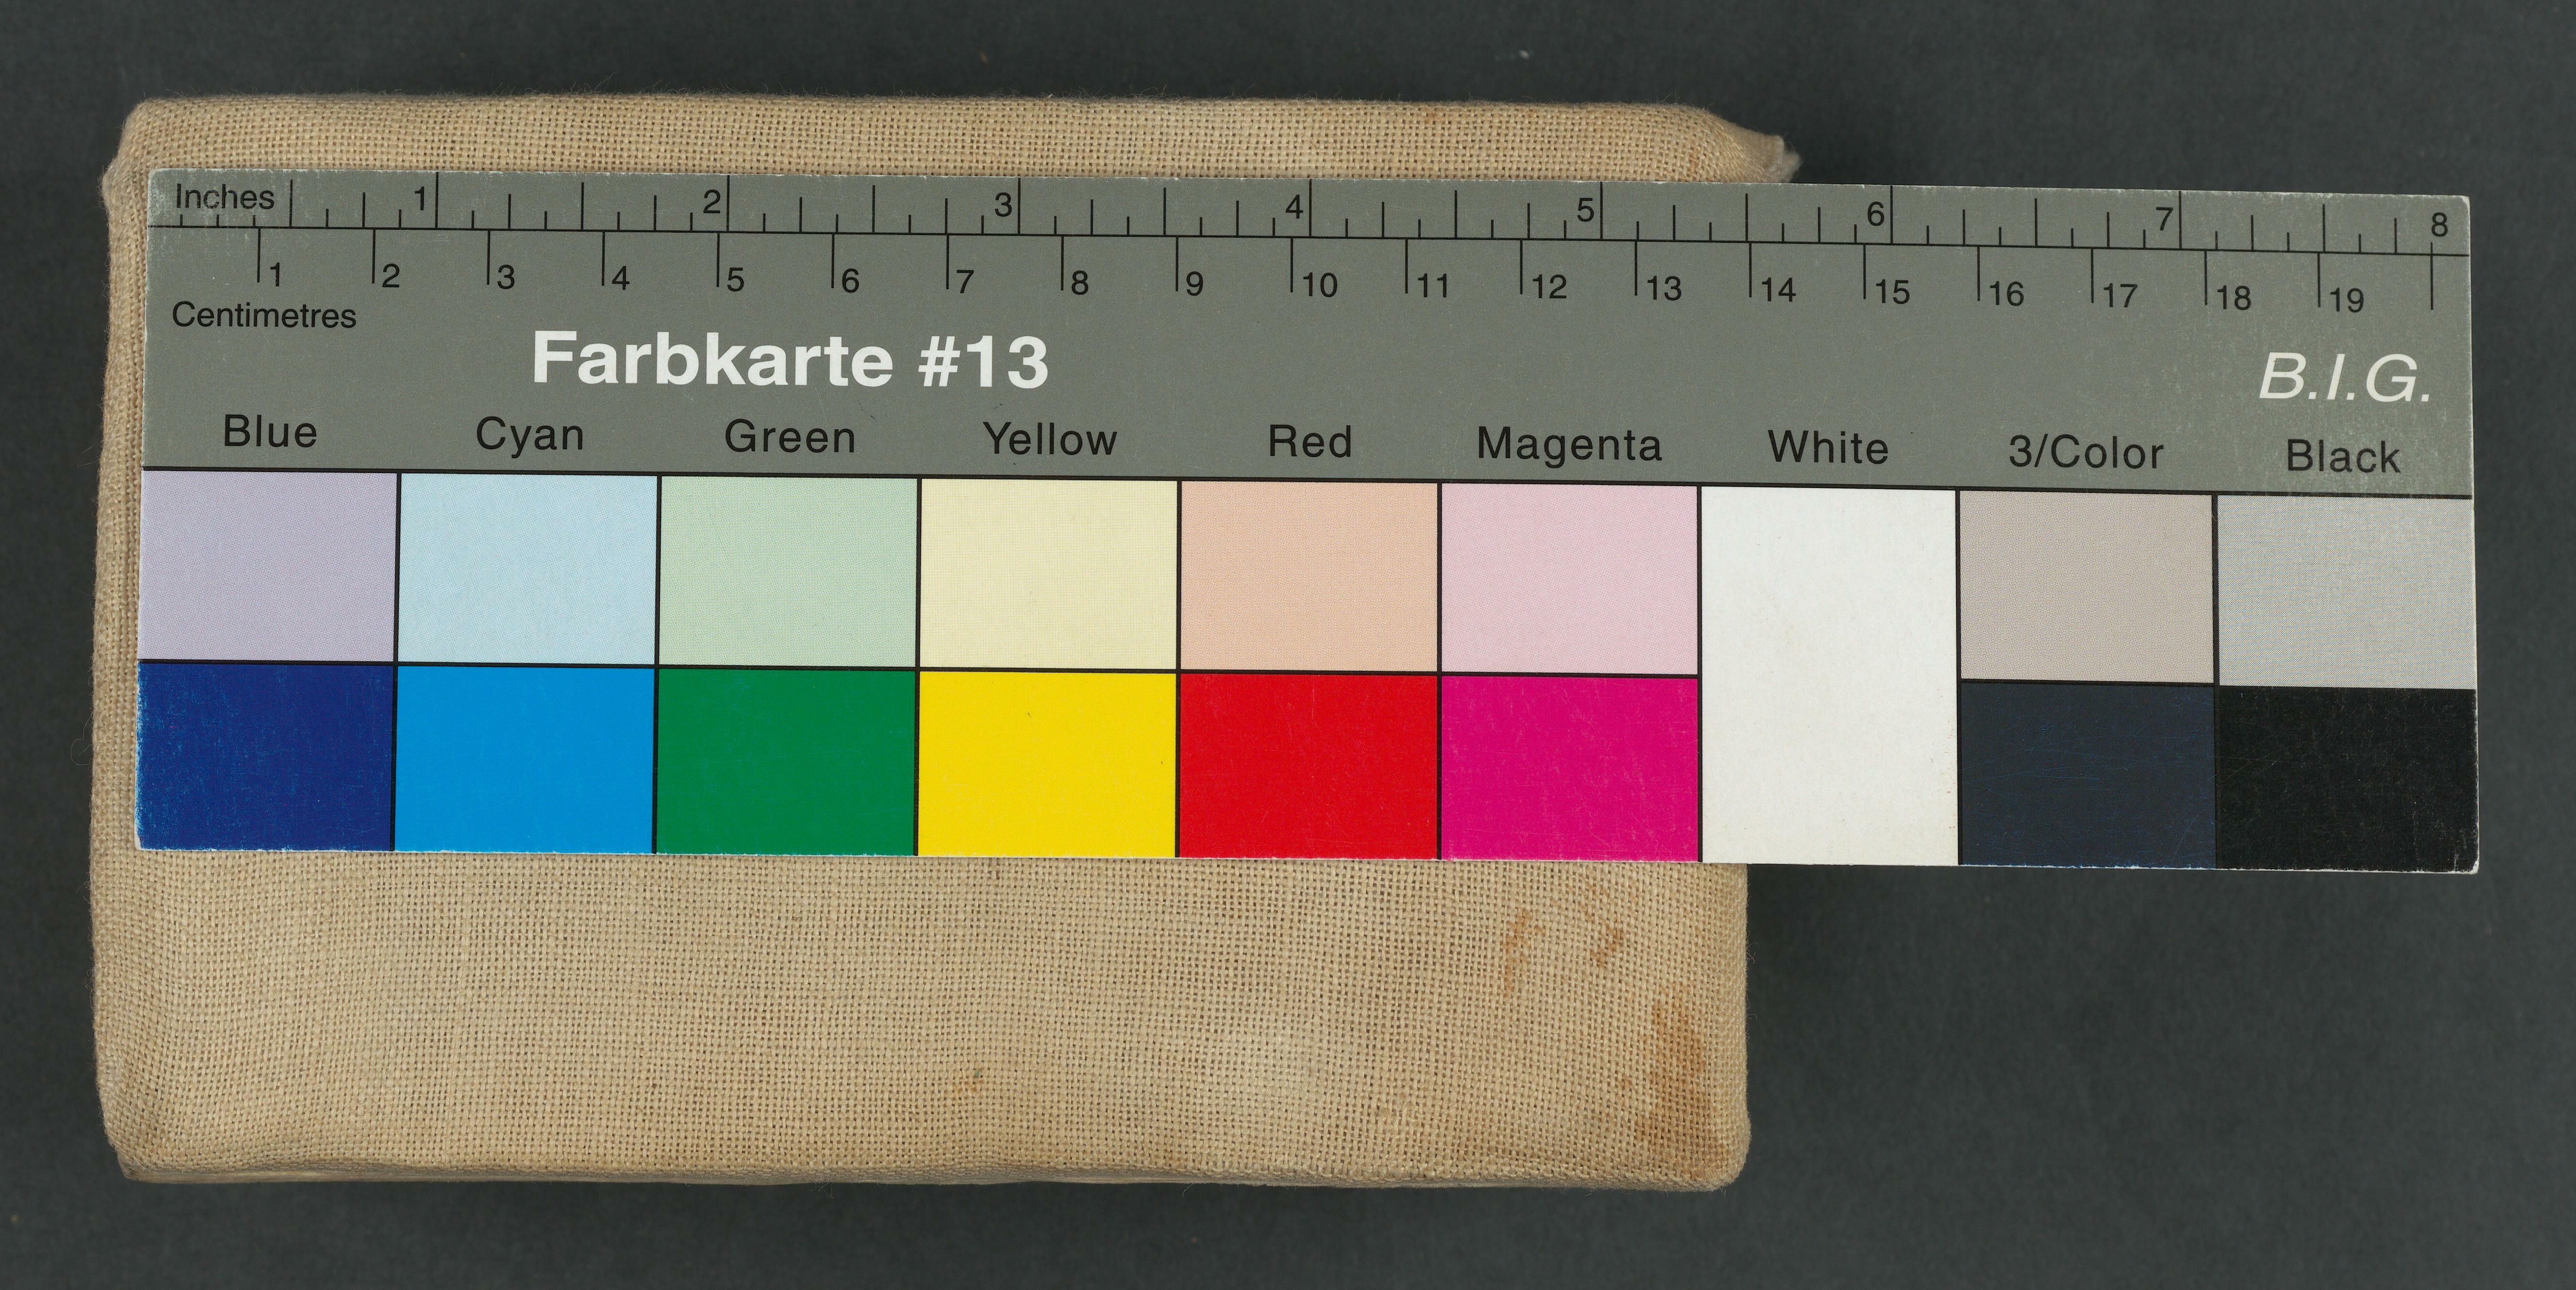 Inches 1 2 3 4 5 6 7 8
1 2 3 4 5 6 7 8 9 10 11 12 13 14 15 16 17 18 19
Centimetres
Farbkarte #13 B.I.G.
Blue Cyan Green Yellow Red Magenta White 3/Color Black